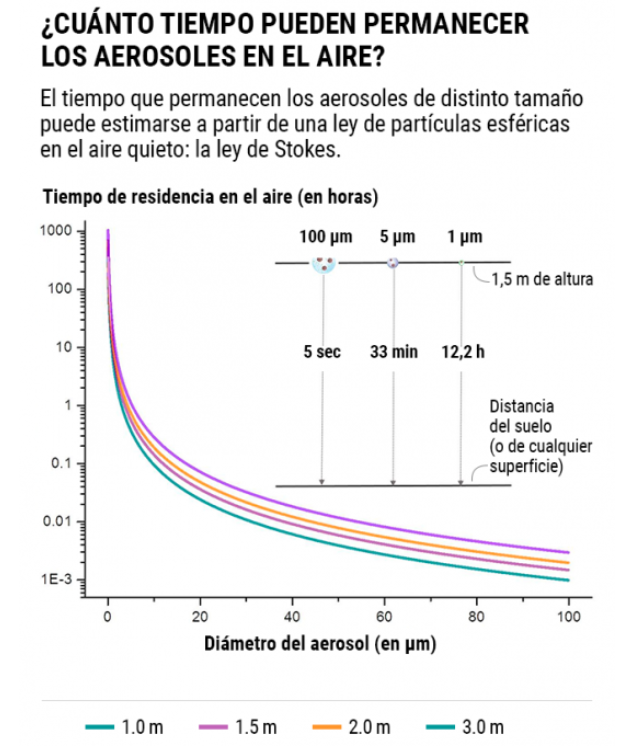 ¿CUÁNTO TIEMPO PUEDEN PERMANECER
LOS AEROSOLES EN EL AIRE?
El tiempo que permanecen los aerosoles de distinto tamaño
puede estimarse a partir de una ley de partículas esféricas
en el aire quieto: la ley de Stokes.
Tiempo de residencia en el aire (en horas)
1000
100
10
1
0.1
0.01
1E-3
100 µm 5 µm 1 µm
1,5 m de altura
5 sec 33 min 12,2 h
Distancia
del suelo
(o de cualquier
superficie)
0 20 40 60 80 100
Diámetro del aerosol (en µm)
1.0 m 1.5 m 2.0 m 3.0 m